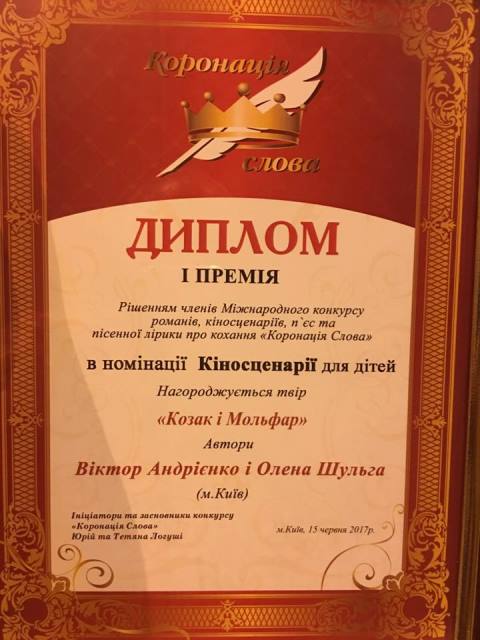 Коронація
слова
ДИПЛОМ
І ПРЕМІЯ
Рішенням членів Міжнародного конкурсу
романів, кіносценаріїв, п`єс та
пісенної лірики про кохання «Коронація Слова»
в номінації Кіносценарії для дітей
Нагороджується твір
«Козак і Мольфар»
Автори
Віктор Андрієнко і Олена Шульга
(м.Київ)
Ініціатори та засновники конкурсу
«Коронація Слова»
Юрій та Тетяна Логуші
м.Київ, 15 червня 2017р.